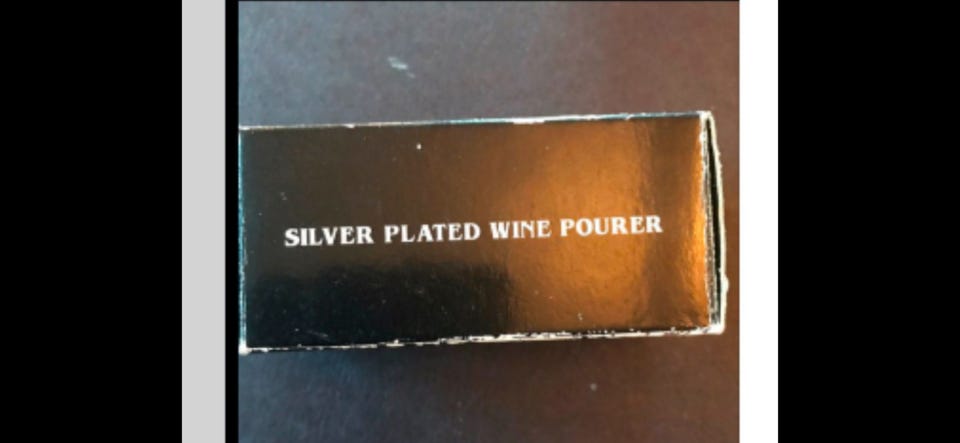 SILVER PLATED WINE POURER